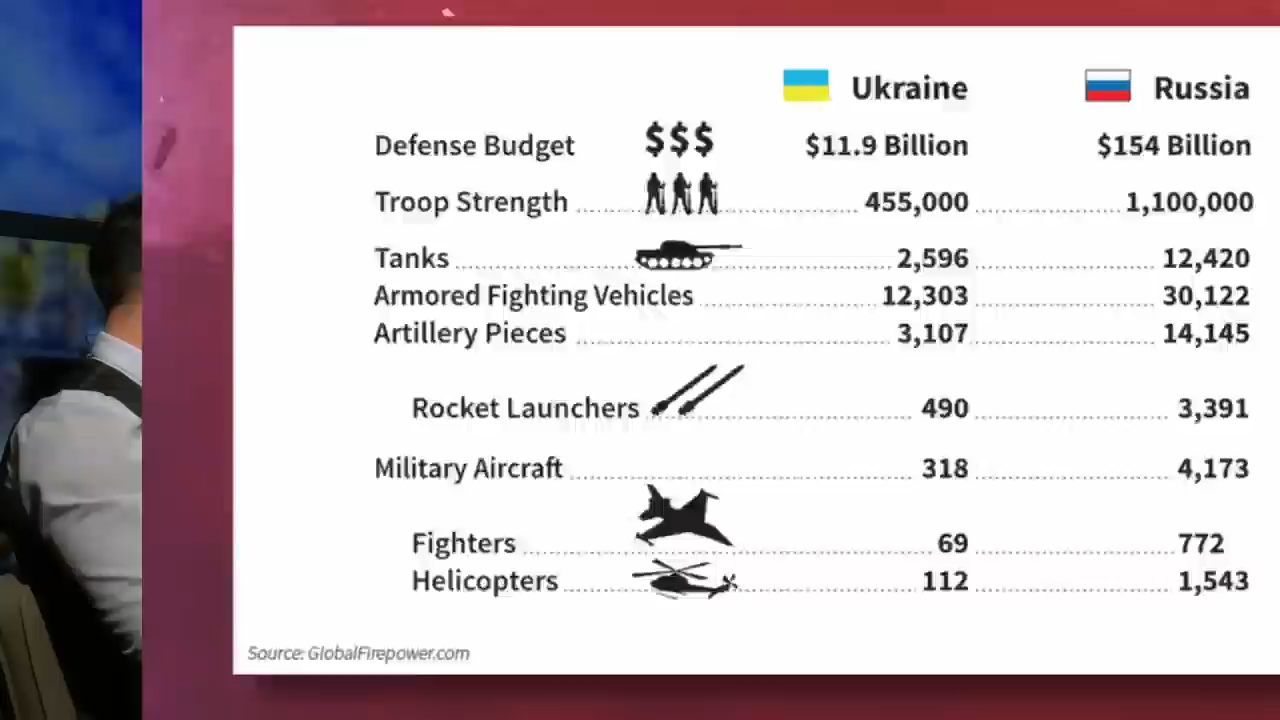 Ukraine Russia
Defense Budget $$$ $11.9 Billion $154 Billion
Troop Strength 455,000 1,100,000
Tanks 2,596 12,420
Armored Fighting Vehicles 12,303 30,122
Artillery Pieces 3,107 14,145
Rocket Launchers 490 3,391
Military Aircraft 318 4,173
Fighters 69 772
Helicopters 112 1,543
Source: GlobalFirepower.com